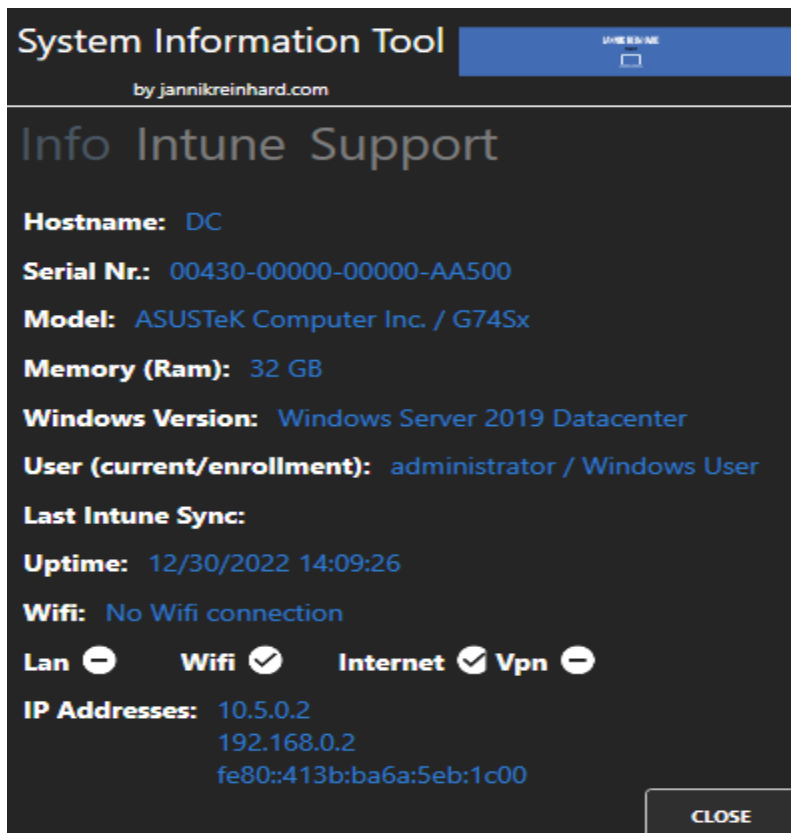 System Information Tool
by jannikreinhard.com
Info Intune Support
Hostname: DC
Serial Nr.: 00430-00000-00000-AA500
Model: ASUSTeK Computer Inc. / G74Sx
Memory (Ram): 32 GB
Windows Version: Windows Server 2019 Datacenter
User (current/enrollment): administrator / Windows User
Last Intune Sync:
Uptime: 12/30/2022 14:09:26
Wifi: No Wifi connection
Lan Wifi Internet Vpn
IP Addresses: 10.5.0.2
192.168.0.2
fe80::413b:ba6a:5eb:1c00
CLOSE